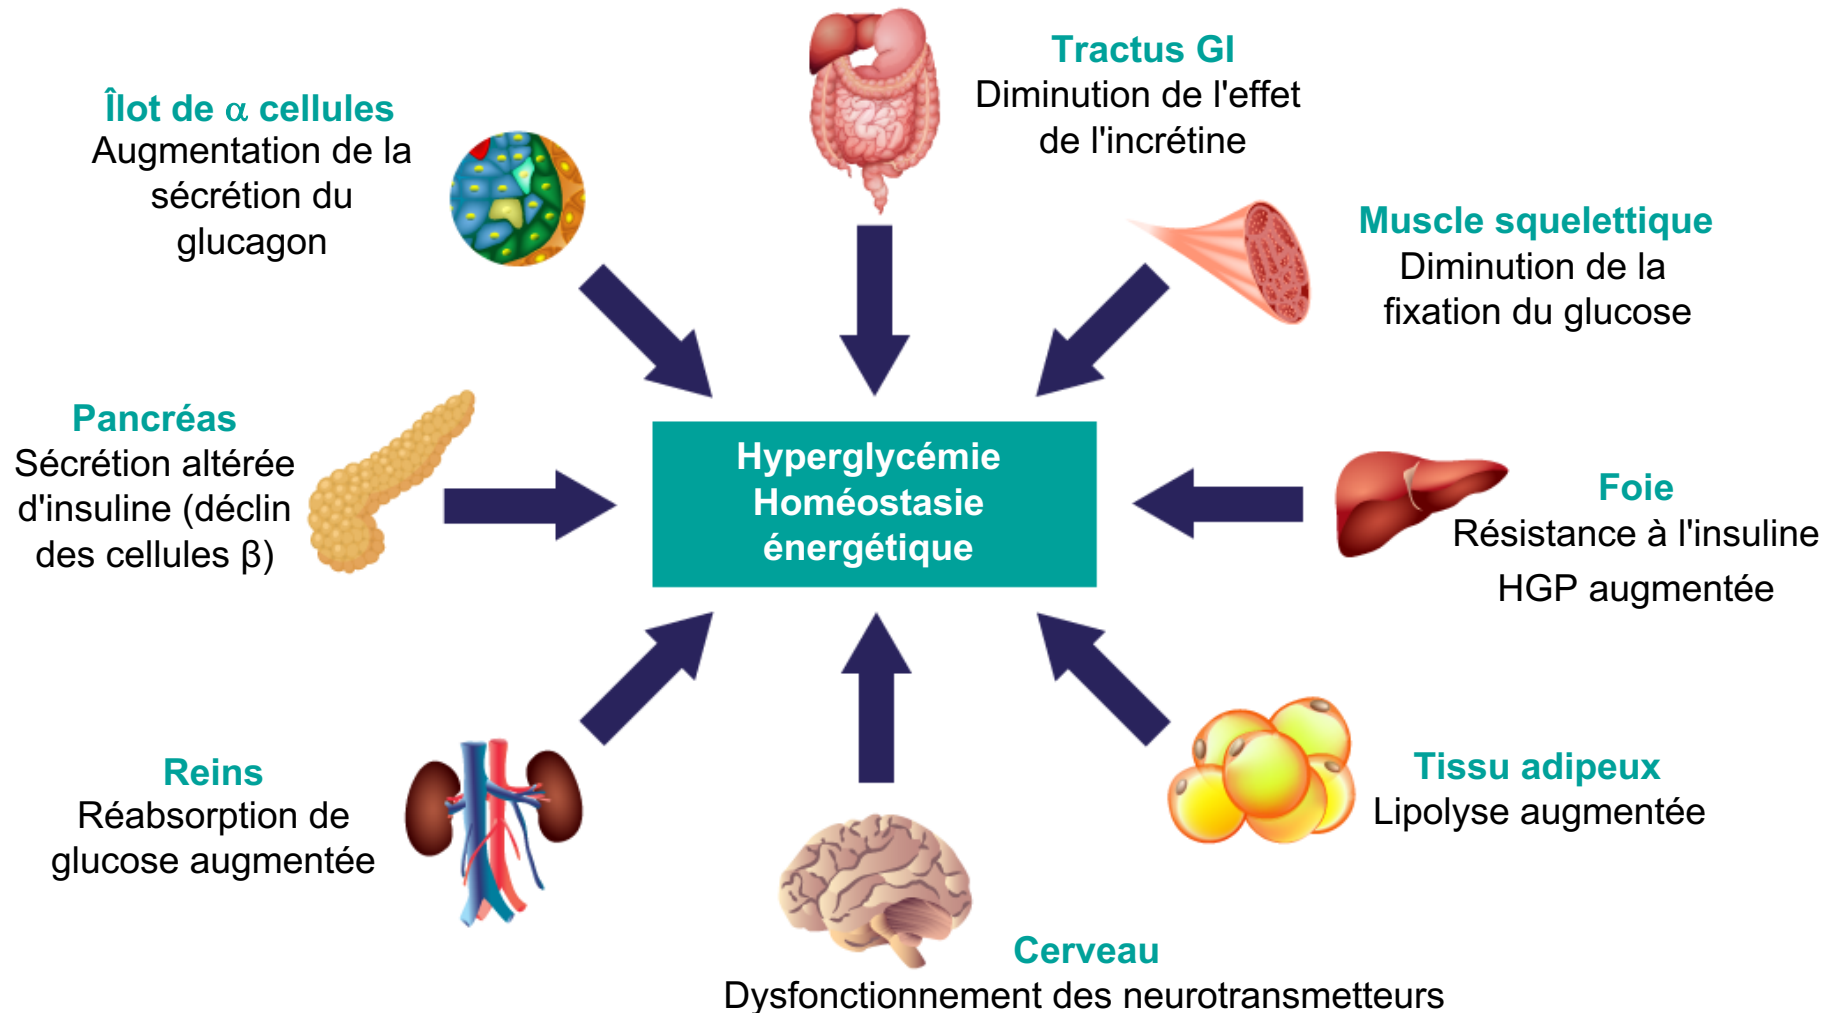 Tractus GI
Diminution de l'effet
de l'incrétine
Îlot de α cellules
Augmentation de la
sécrétion du
glucagon
Muscle squelettique
Diminution de la
fixation du glucose
Pancréas
Sécrétion altérée
d'insuline (déclin
des cellules β)
Hyperglycémie
Homéostasie
énergétique
Foie
Résistance à l'insuline
HGP augmentée
Reins
Réabsorption de
glucose augmentée
Tissu adipeux
Lipolyse augmentée
Cerveau
Dysfonctionnement des neurotransmetteurs